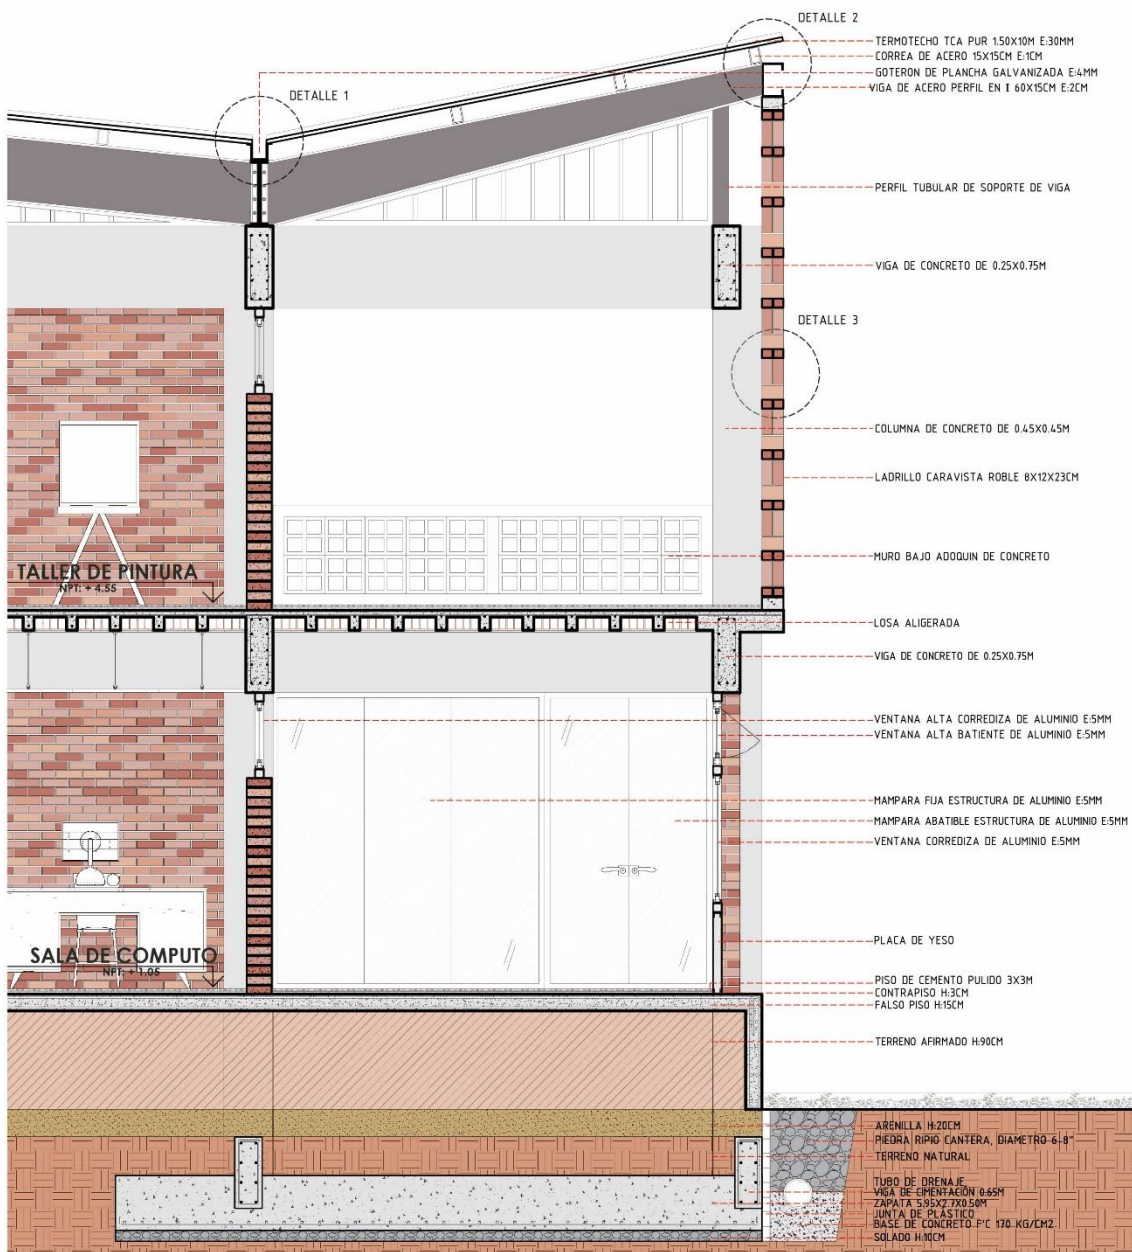 DETALLE 2
TERMOTECHO TCA PUR 1.50X10M E:30MM
CORREA DE ACERO 15X15CM E:1CM
GOTERON DE PLANCHA GALVANIZADA E:4MM
VIGA DE ACERO PERFIL EN I 60X15CM E:2CM
DETALLE 1
PERFIL TUBULAR DE SOPORTE DE VIGA
VIGA DE CONCRETO DE 0.25X0.75M
DETALLE 3
COLUMNA DE CONCRETO DE 0.45X0.45M
LADRILLO CARAVISTA ROBLE 8X12X23CM
MURO BAJO ADOQUIN DE CONCRETO
TALLER DE PINTURA
NPT: + 4.55
LOSA ALIGERADA
VIGA DE CONCRETO DE 0.25X0.75M
VENTANA ALTA CORREDIZA DE ALUMINIO E:5MM
VENTANA ALTA BATIENTE DE ALUMINIO E:5MM
MAMPARA FIJA ESTRUCTURA DE ALUMINIO E:5MM
MAMPARA ABATIBLE ESTRUCTURA DE ALUMINIO E:5MM
VENTANA CORREDIZA DE ALUMINIO E:5MM
PLACA DE YESO
SALA DE COMPUTO
NPT: + 1.05
PISO DE CEMENTO PULIDO 3X3M
CONTRAPISO H:3CM
FALSO PISO H:15CM
TERRENO AFIRMADO H:90CM
ARENILLA H:20CM
PIEDRA RIPIO CANTERA, DIAMETRO 6-8"
TERRENO NATURAL
TUBO DE DRENAJE
VIGA DE CIMENTACIÓN 0.65M
ZAPATA 5.95X2.7X0.50M
JUNTA DE PLASTICO
BASE DE CONCRETO F'C 170 KG/CM2
SOLADO H:10CM